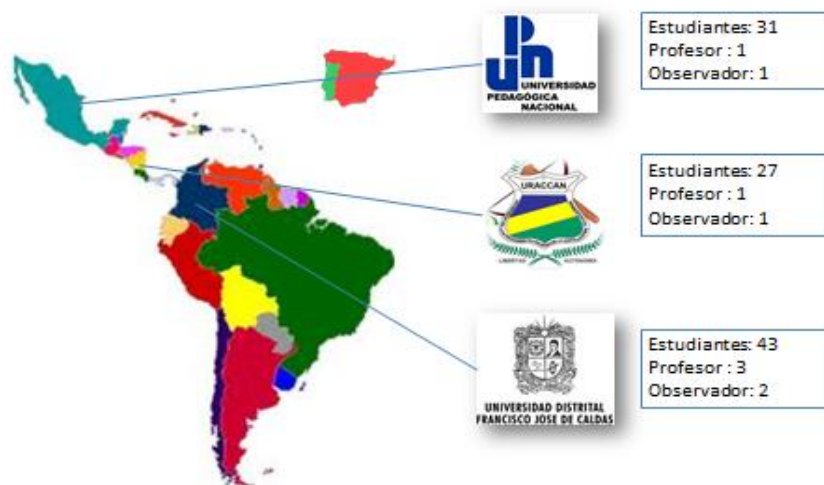 Estudiantes: 31
Profesor : 1
Observador: 1
UNIVERSIDAD
PEDAGÓGICA
NACIONAL
Estudiantes: 27
Profesor : 1
Observador: 1
URACCAN
Estudiantes: 43
Profesor : 3
Observador: 2
UNIVERSIDAD DISTRITAL
FRANCISCO JOSE DE CALDAS